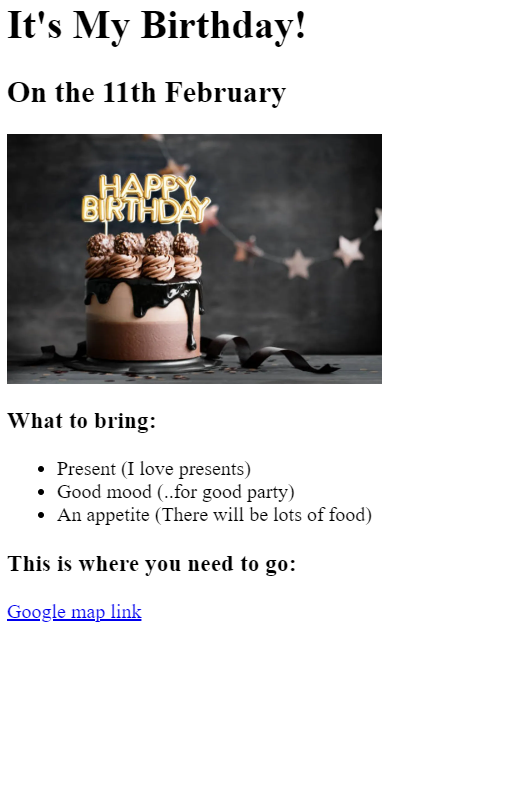 It's My Birthday!
On the 11th February
HAPPY
BIRTHDAY
What to bring:
Present (I love presents)
Good mood (..for good party)
An appetite (There will be lots of food)
This is where you need to go:
Google map link